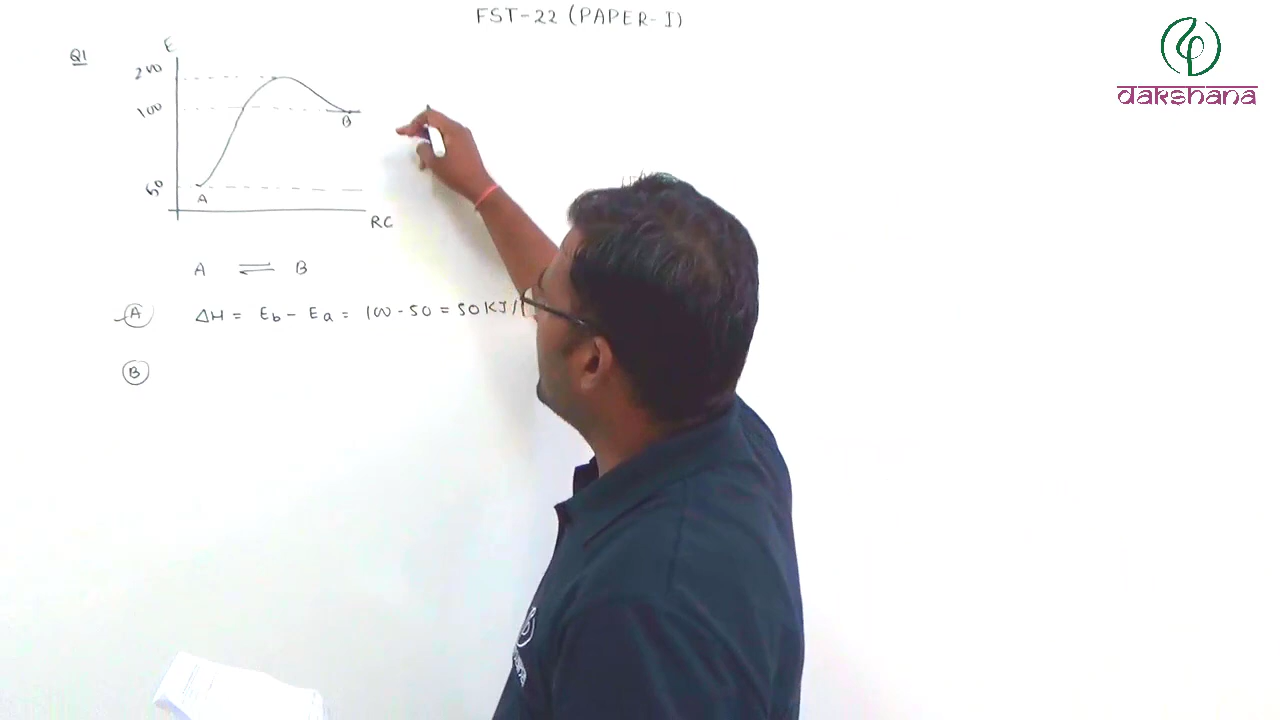 FST-22 (PAPER-I)
dakshana
Q1
E
200
100
B
50
A
RC
A ⇌ B
A ΔH = Eb - Ea = 100 - 50 = 50 KJ/
B